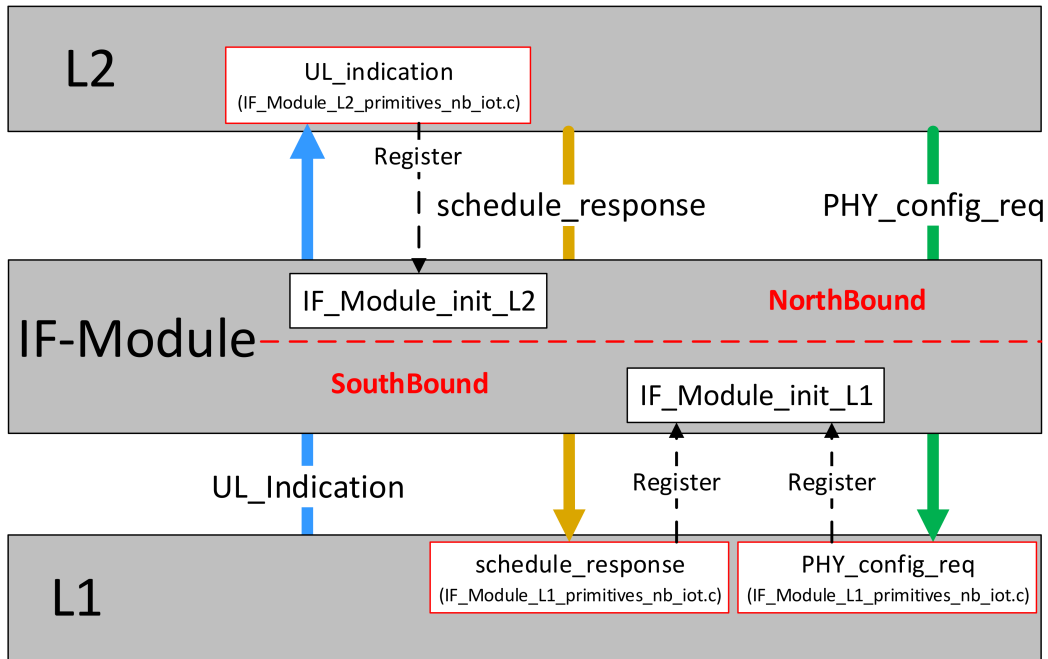 L2
UL_indication
(IF_Module_L2_primitives_nb_iot.c)
Register
schedule_response
PHY_config_req
IF_Module_init_L2
NorthBound
IF-Module
SouthBound
IF_Module_init_L1
UL_Indication
Register
Register
L1
schedule_response
(IF_Module_L1_primitives_nb_iot.c)
PHY_config_req
(IF_Module_L1_primitives_nb_iot.c)